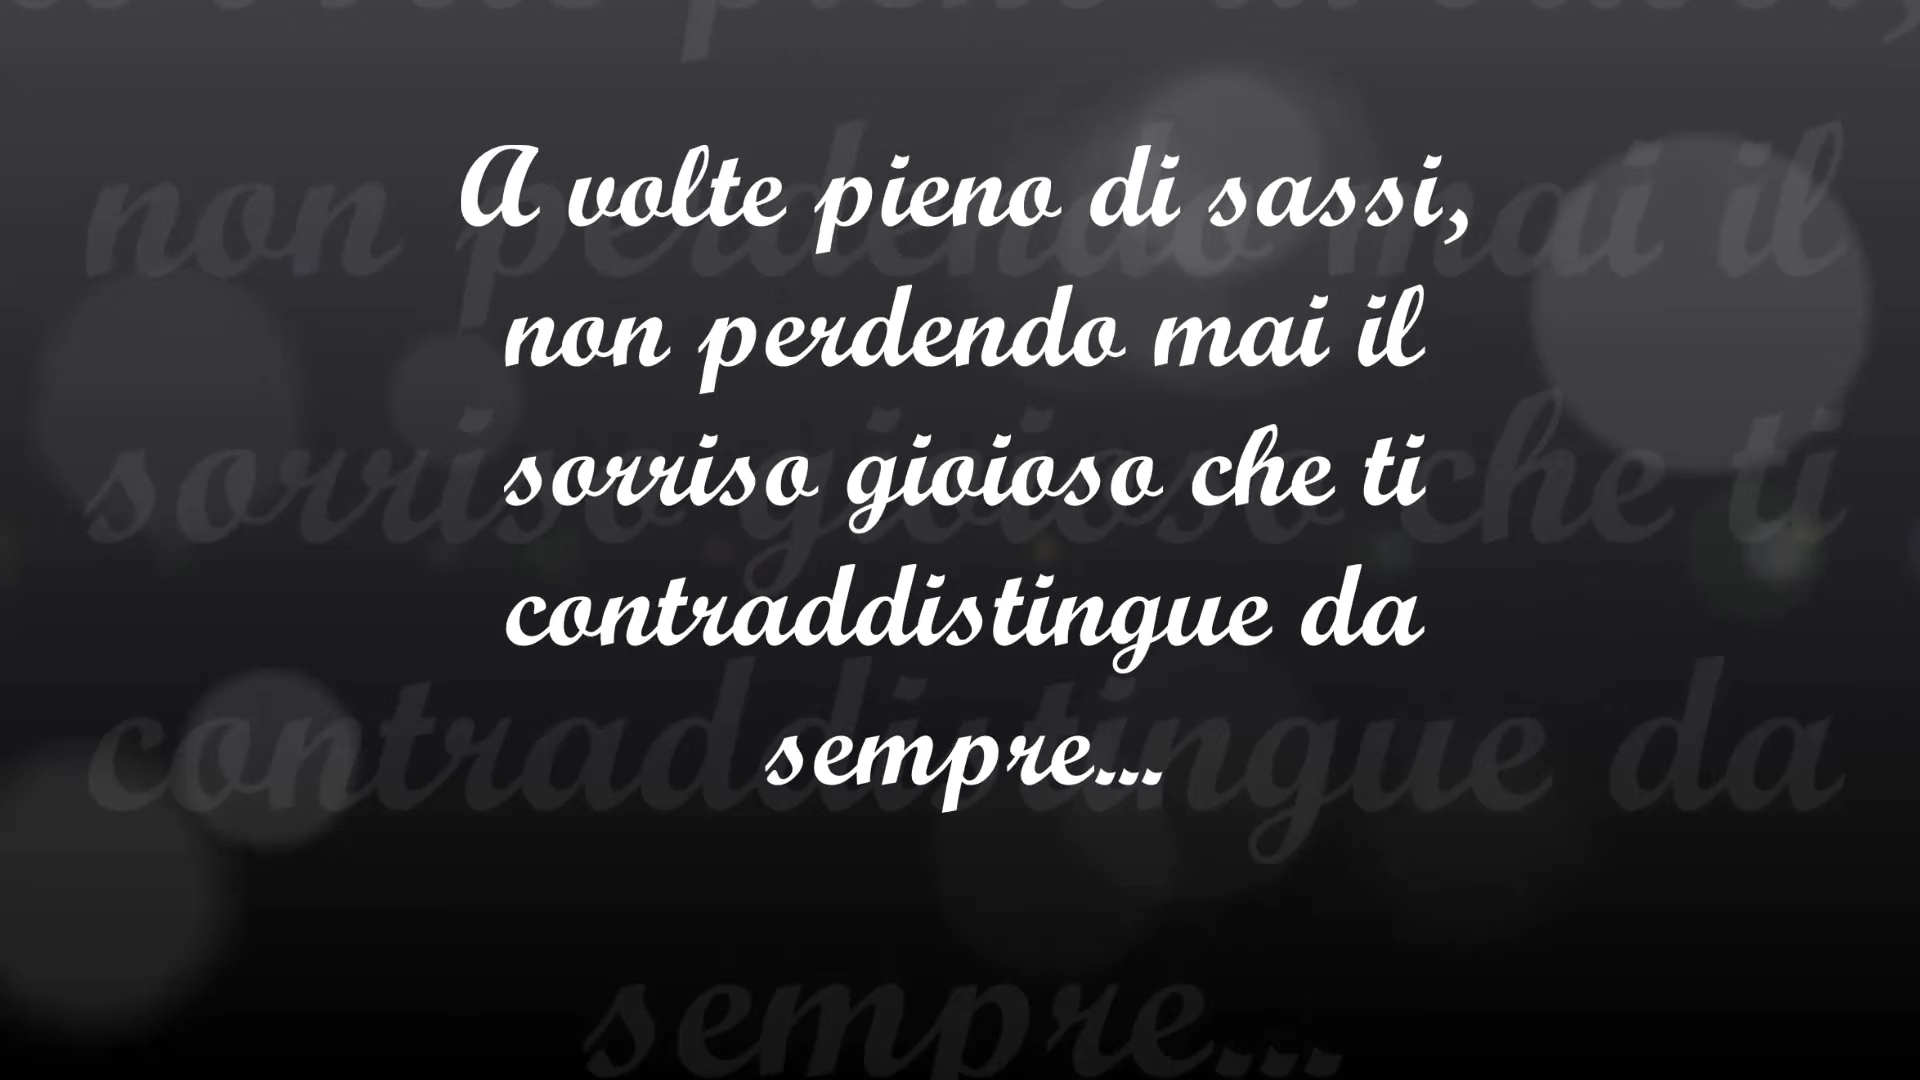 A volte pieno di sassi,
non perdendo mai il
sorriso gioioso che ti
contraddistingue da
sempre...